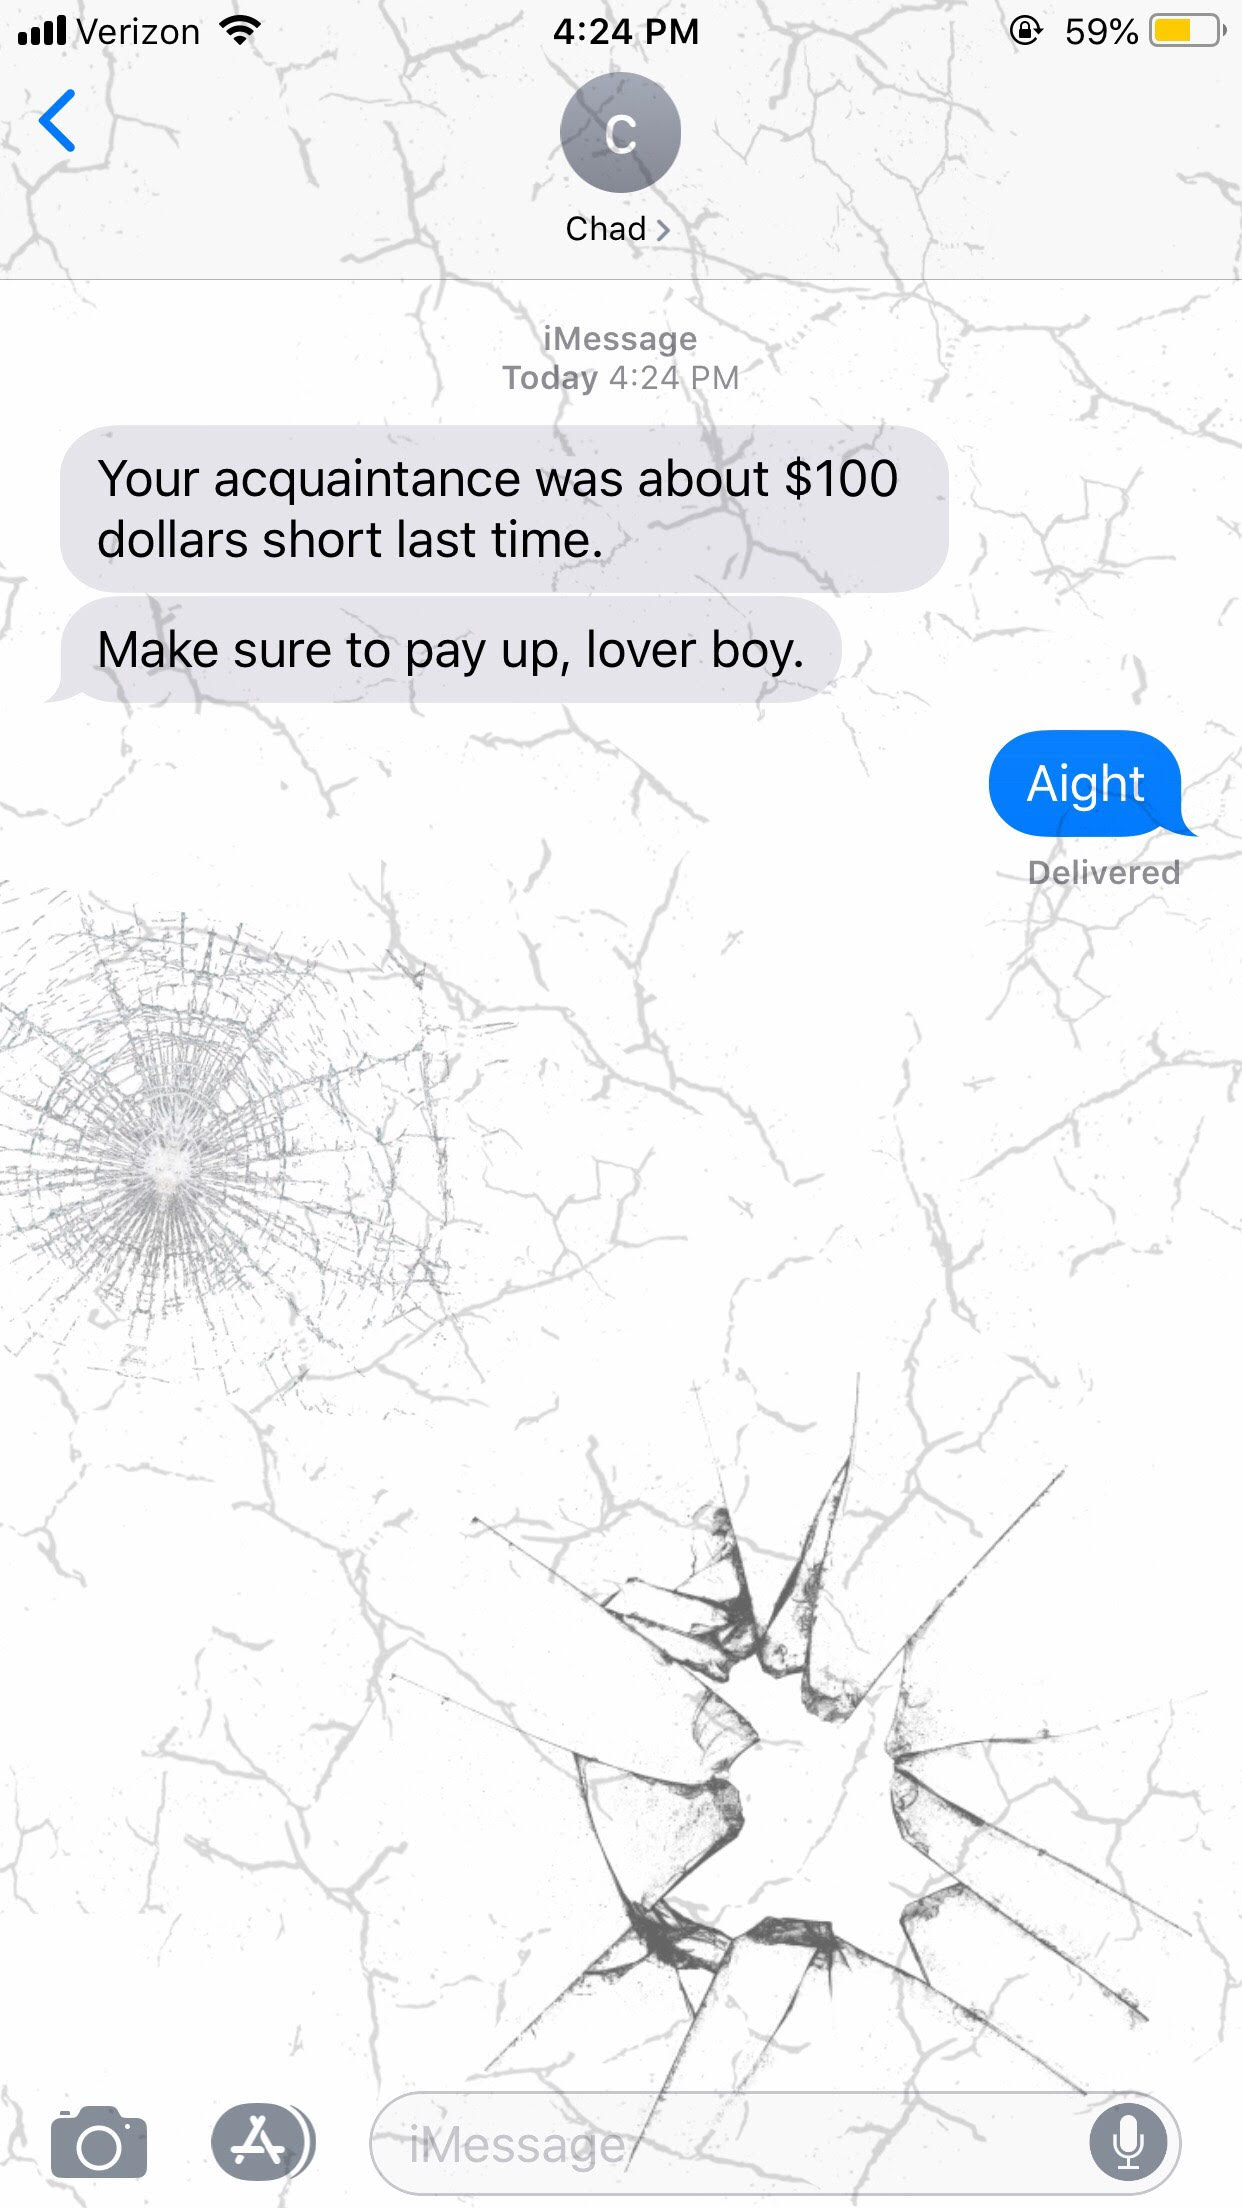 Verizon 4:24 PM 59%
C
Chad
iMessage
Today 4:24 PM
Your acquaintance was about $100
dollars short last time.
Make sure to pay up, lover boy.
Aight
Delivered
iMessage